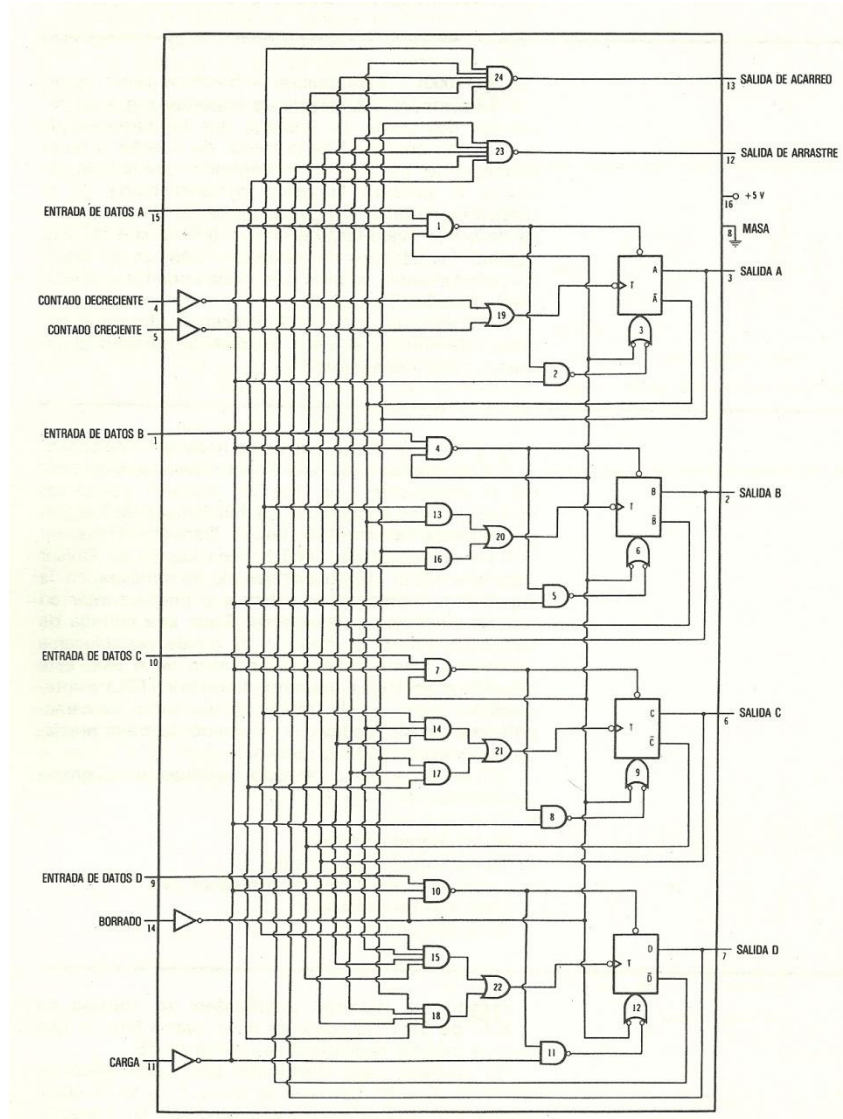 24
SALIDA DE ACARREO
13
23
SALIDA DE ARRASTRE
12
+5 V
16
ENTRADA DE DATOS A
15
1
MASA
8
A
SALIDA A
3
T
Ā
CONTADO DECRECIENTE
4
19
CONTADO CRECIENTE
5
3
2
ENTRADA DE DATOS B
1
4
B
SALIDA B
2
13
T
B̄
20
16
6
5
ENTRADA DE DATOS C
10
7
C
SALIDA C
6
14
T
C̄
21
17
9
8
ENTRADA DE DATOS D
9
10
BORRADO
14
D
SALIDA D
7
15
T
D̄
22
18
12
11
CARGA
11